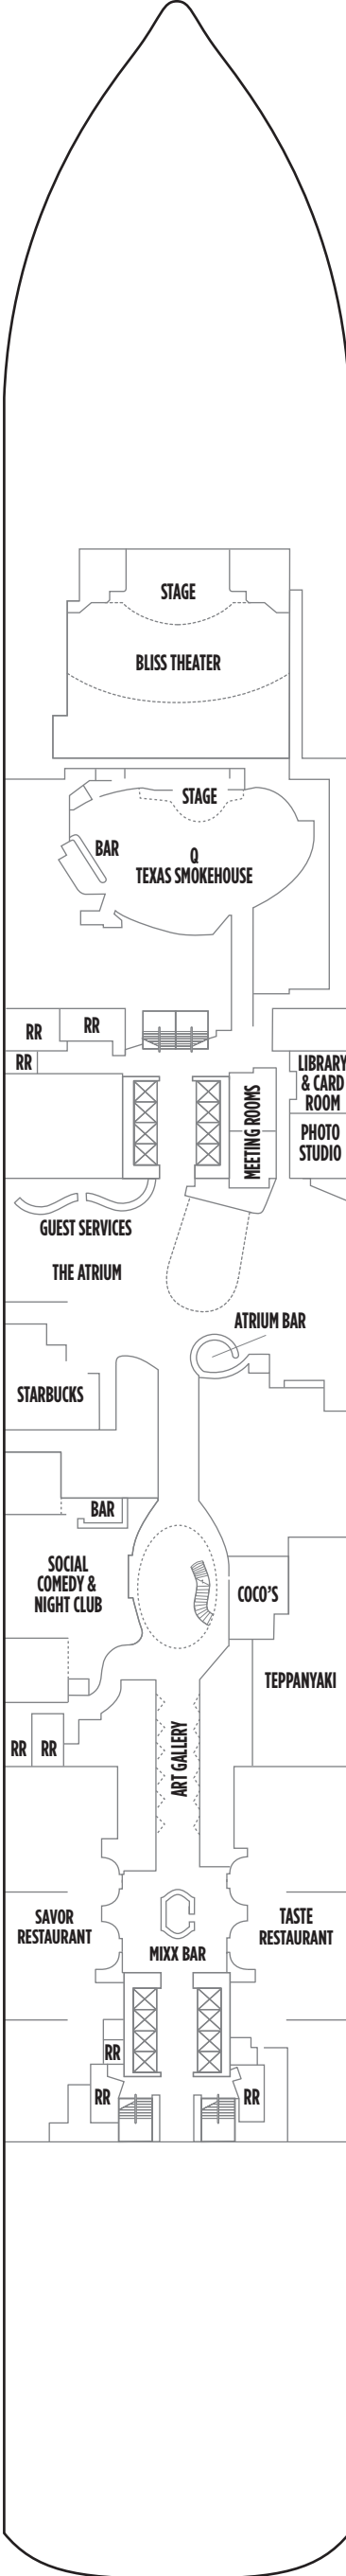 STAGE
BLISS THEATER
STAGE
BAR
Q
TEXAS SMOKEHOUSE
RR
RR
RR
LIBRARY
& CARD
ROOM
MEETING ROOMS
PHOTO
STUDIO
GUEST SERVICES
THE ATRIUM
ATRIUM BAR
STARBUCKS
BAR
SOCIAL
COMEDY &
NIGHT CLUB
COCO'S
TEPPANYAKI
RR
RR
ART GALLERY
SAVOR
RESTAURANT
TASTE
RESTAURANT
MIXX BAR
RR
RR
RR